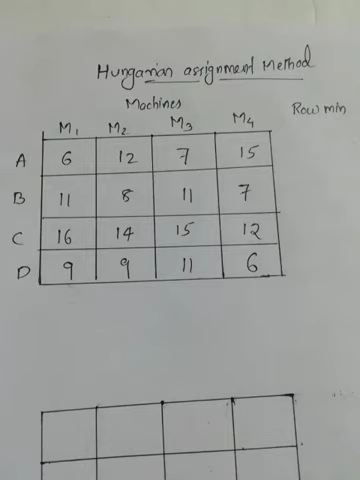 Hungarian assignment Method
Machines
Row min
M1 M2 M3 M4
A 6 12 7 15
B 11 8 11 7
C 16 14 15 12
D 9 9 11 6